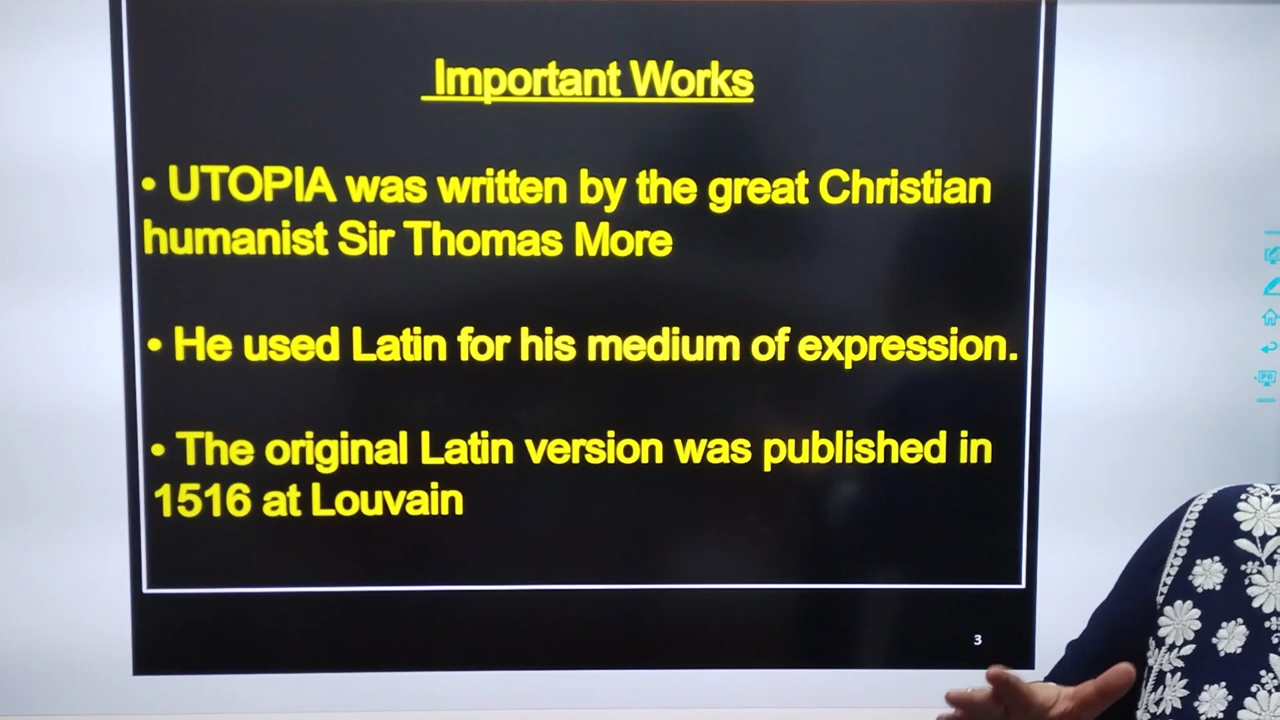 Important Works
• UTOPIA was written by the great Christian
humanist Sir Thomas More
• He used Latin for his medium of expression.
• The original Latin version was published in
1516 at Louvain
3
PC